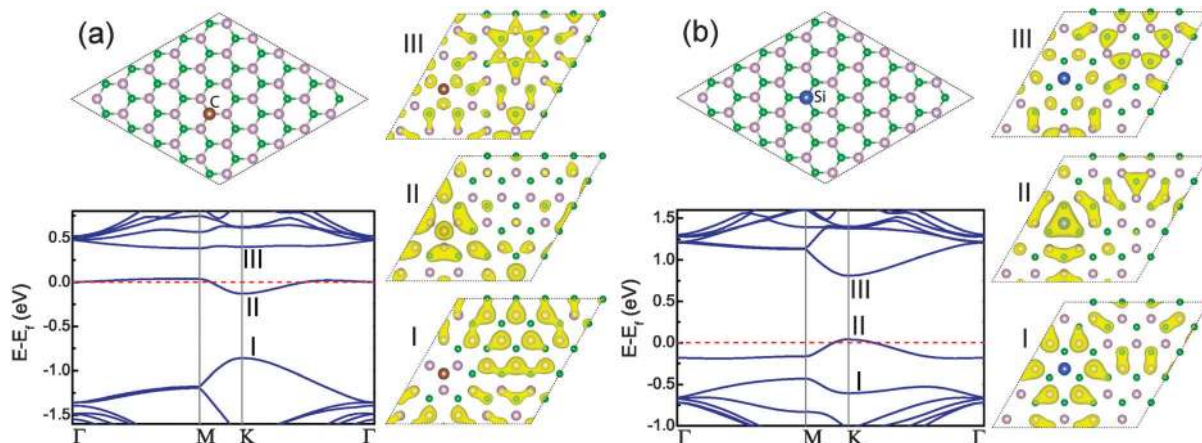 (a)
C
III
II
I
E-E_f (eV)
0.5
0.0
-0.5
-1.0
-1.5
III
II
I
Γ M K Γ
(b)
Si
III
II
I
E-E_f (eV)
1.5
1.0
0.5
0.0
-0.5
-1.0
III
II
I
Γ M K Γ